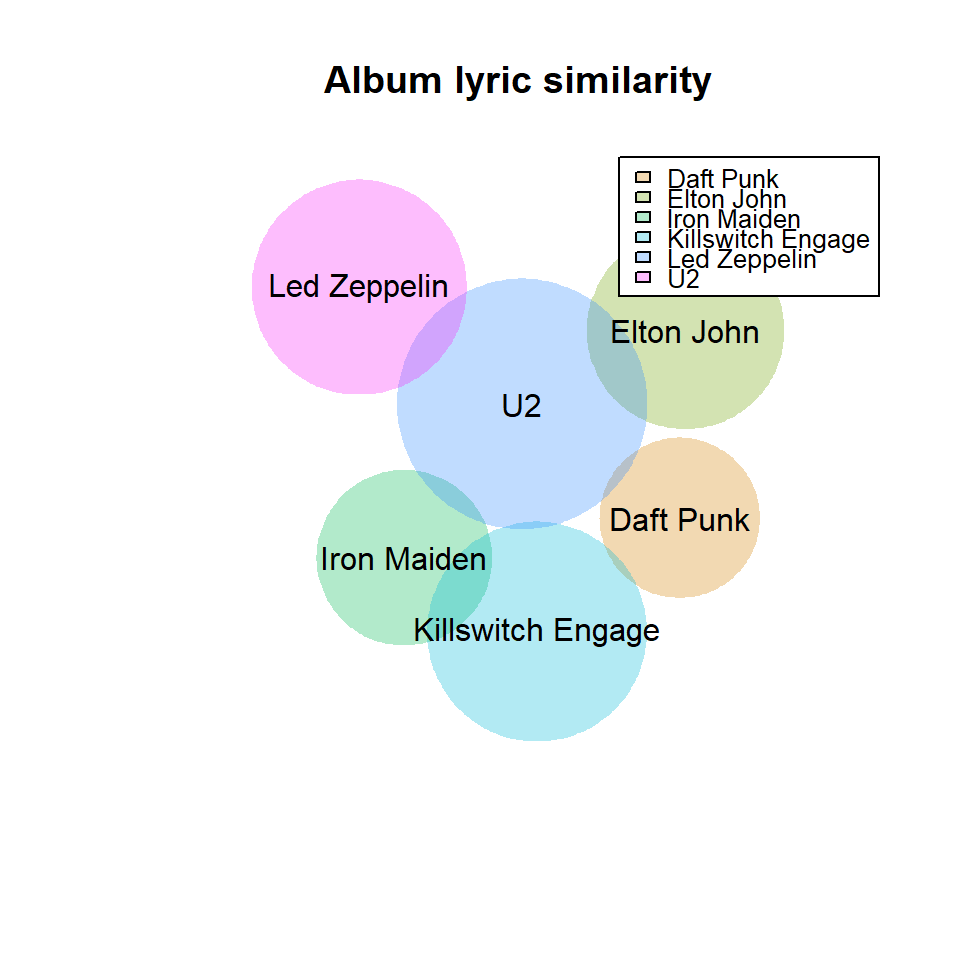 Album lyric similarity
Daft Punk
Elton John
Iron Maiden
Killswitch Engage
Led Zeppelin
U2
Led Zeppelin
Elton John
U2
Daft Punk
Iron Maiden
Killswitch Engage